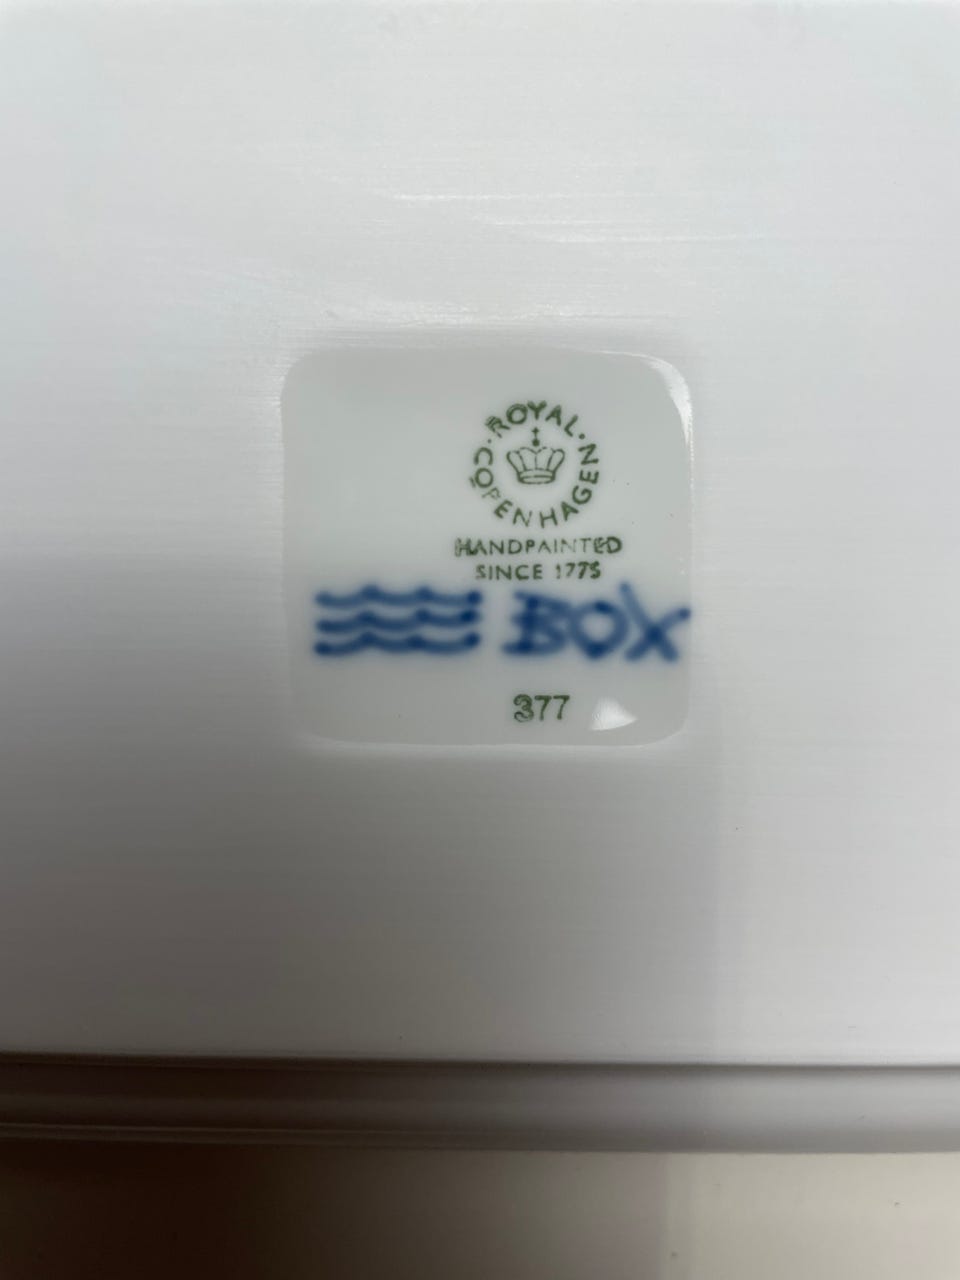 ROYAL
COPENHAGEN
HANDPAINTED
SINCE 1775
BOX
377